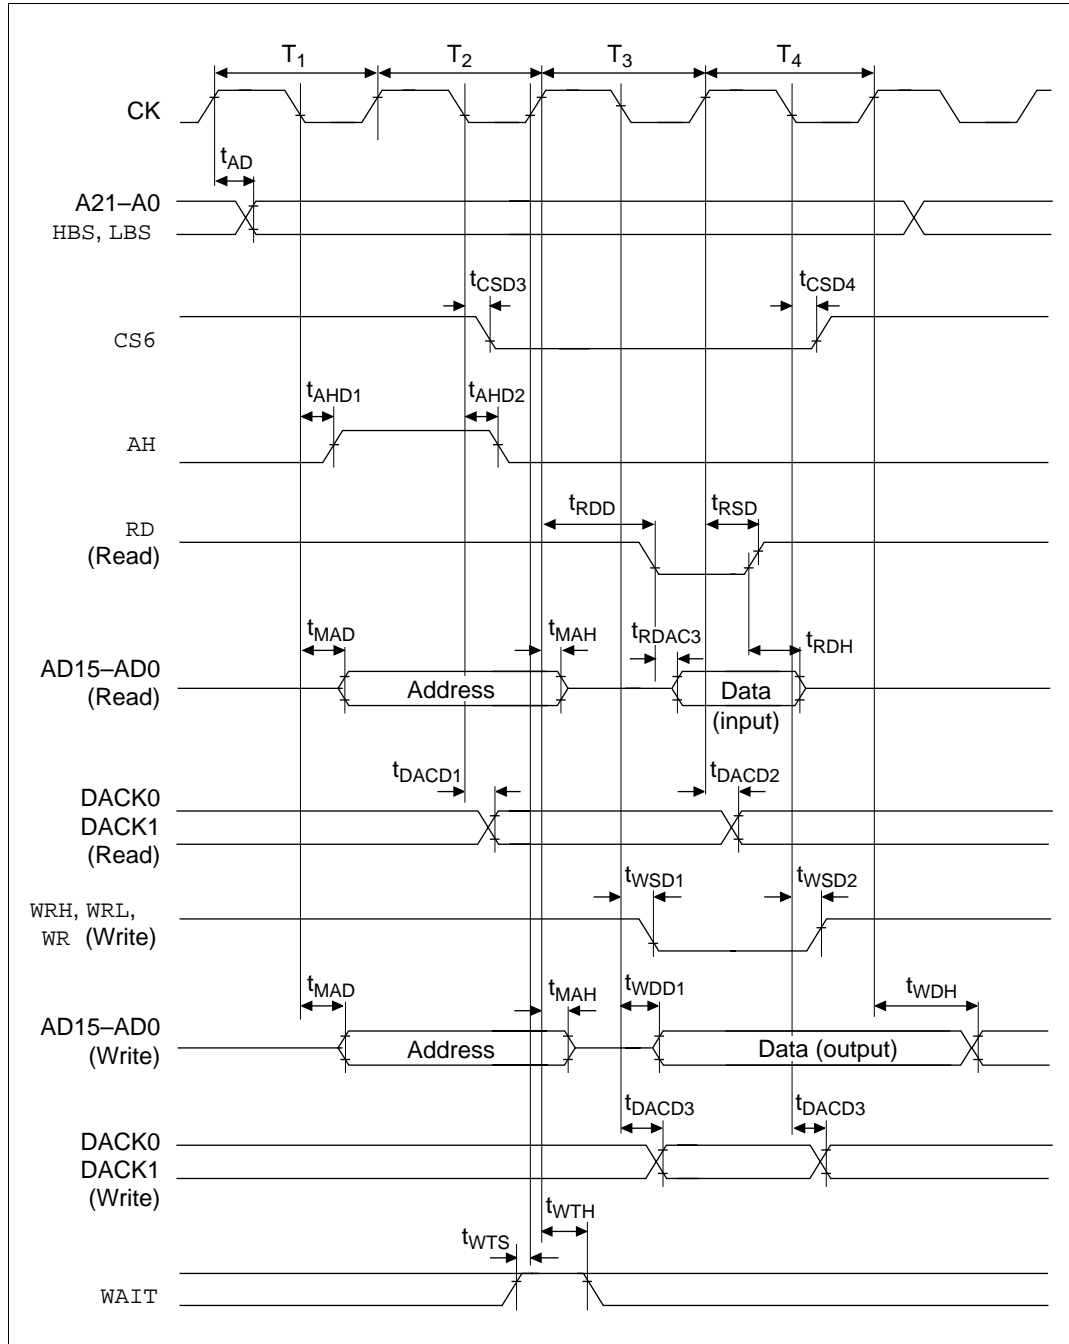 T1 T2 T3 T4
CK
tAD
A21–A0
HBS, LBS
tCSD3 tCSD4
CS6
tAHD1 tAHD2
AH
tRDD tRSD
RD
(Read)
tMAD tMAH tRDAC3 tRDH
AD15–AD0
(Read)
Address Data
(input)
tDACD1 tDACD2
DACK0
DACK1
(Read)
tWSD1 tWSD2
WRH, WRL,
WR (Write)
tMAD tMAH tWDD1 tWDH
AD15–AD0
(Write)
Address Data (output)
tDACD3 tDACD3
DACK0
DACK1
(Write)
tWTH
tWTS
WAIT